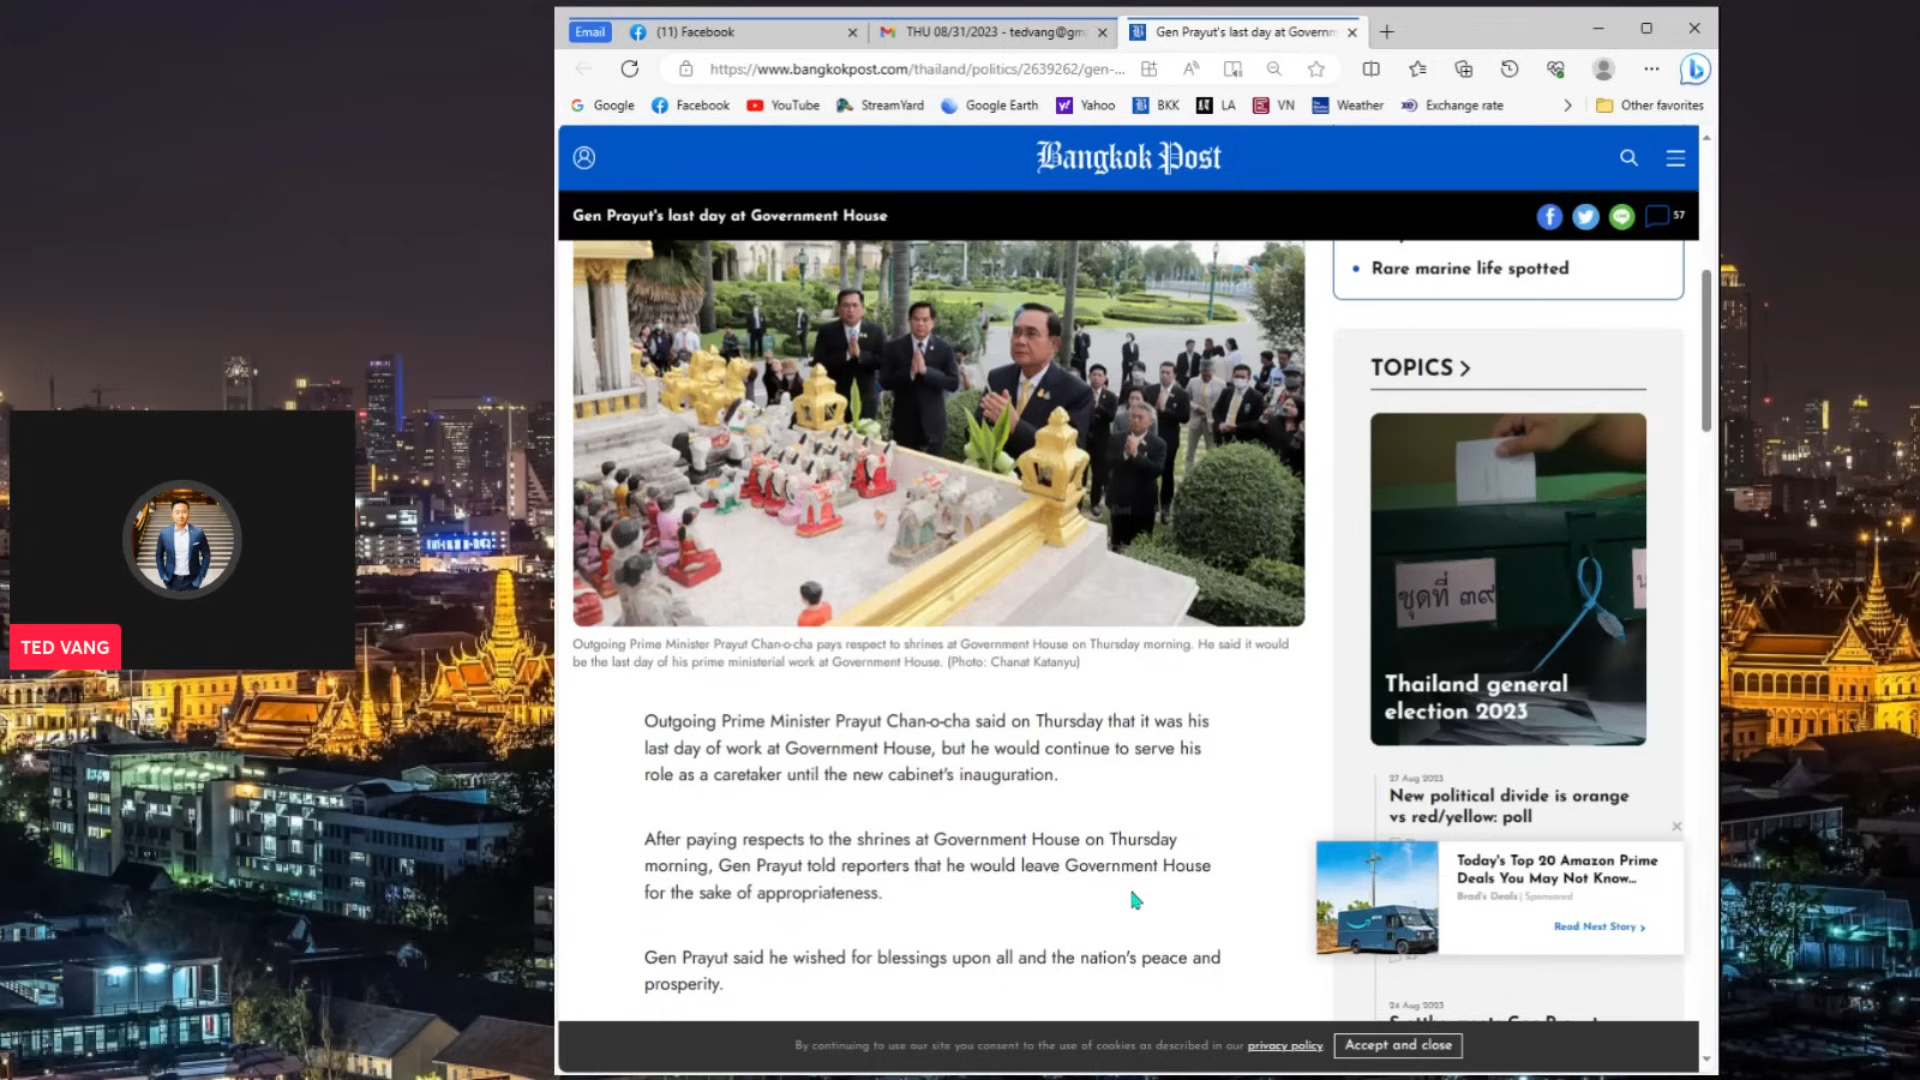 Email
(11) Facebook
THU 08/31/2023 - tedvang@gm
Gen Prayut's last day at Governm
https://www.bangkokpost.com/thailand/politics/2639262/gen-...
Google
Facebook
YouTube
StreamYard
Google Earth
Yahoo
BKK
LA
VN
Weather
Exchange rate
Other favorites
Bangkok Post
Gen Prayut's last day at Government House
57
Rare marine life spotted
TOPICS
ชุดที่ ๓๙
Thailand general
election 2023
TED VANG
Outgoing Prime Minister Prayut Chan-o-cha pays respect to shrines at Government House on Thursday morning. He said it would
be the last day of his prime ministerial work at Government House. (Photo: Chanat Katanyu)
Outgoing Prime Minister Prayut Chan-o-cha said on Thursday that it was his
last day of work at Government House, but he would continue to serve his
role as a caretaker until the new cabinet's inauguration.
After paying respects to the shrines at Government House on Thursday
morning, Gen Prayut told reporters that he would leave Government House
for the sake of appropriateness.
Gen Prayut said he wished for blessings upon all and the nation's peace and
prosperity.
27 Aug 2023
New political divide is orange
vs red/yellow: poll
Today's Top 20 Amazon Prime
Deals You May Not Know...
Brad's Deals | Sponsored
Read Next Story
24 Aug 2023
By continuing to use our site you consent to the use of cookies as described in our privacy policy
Accept and close